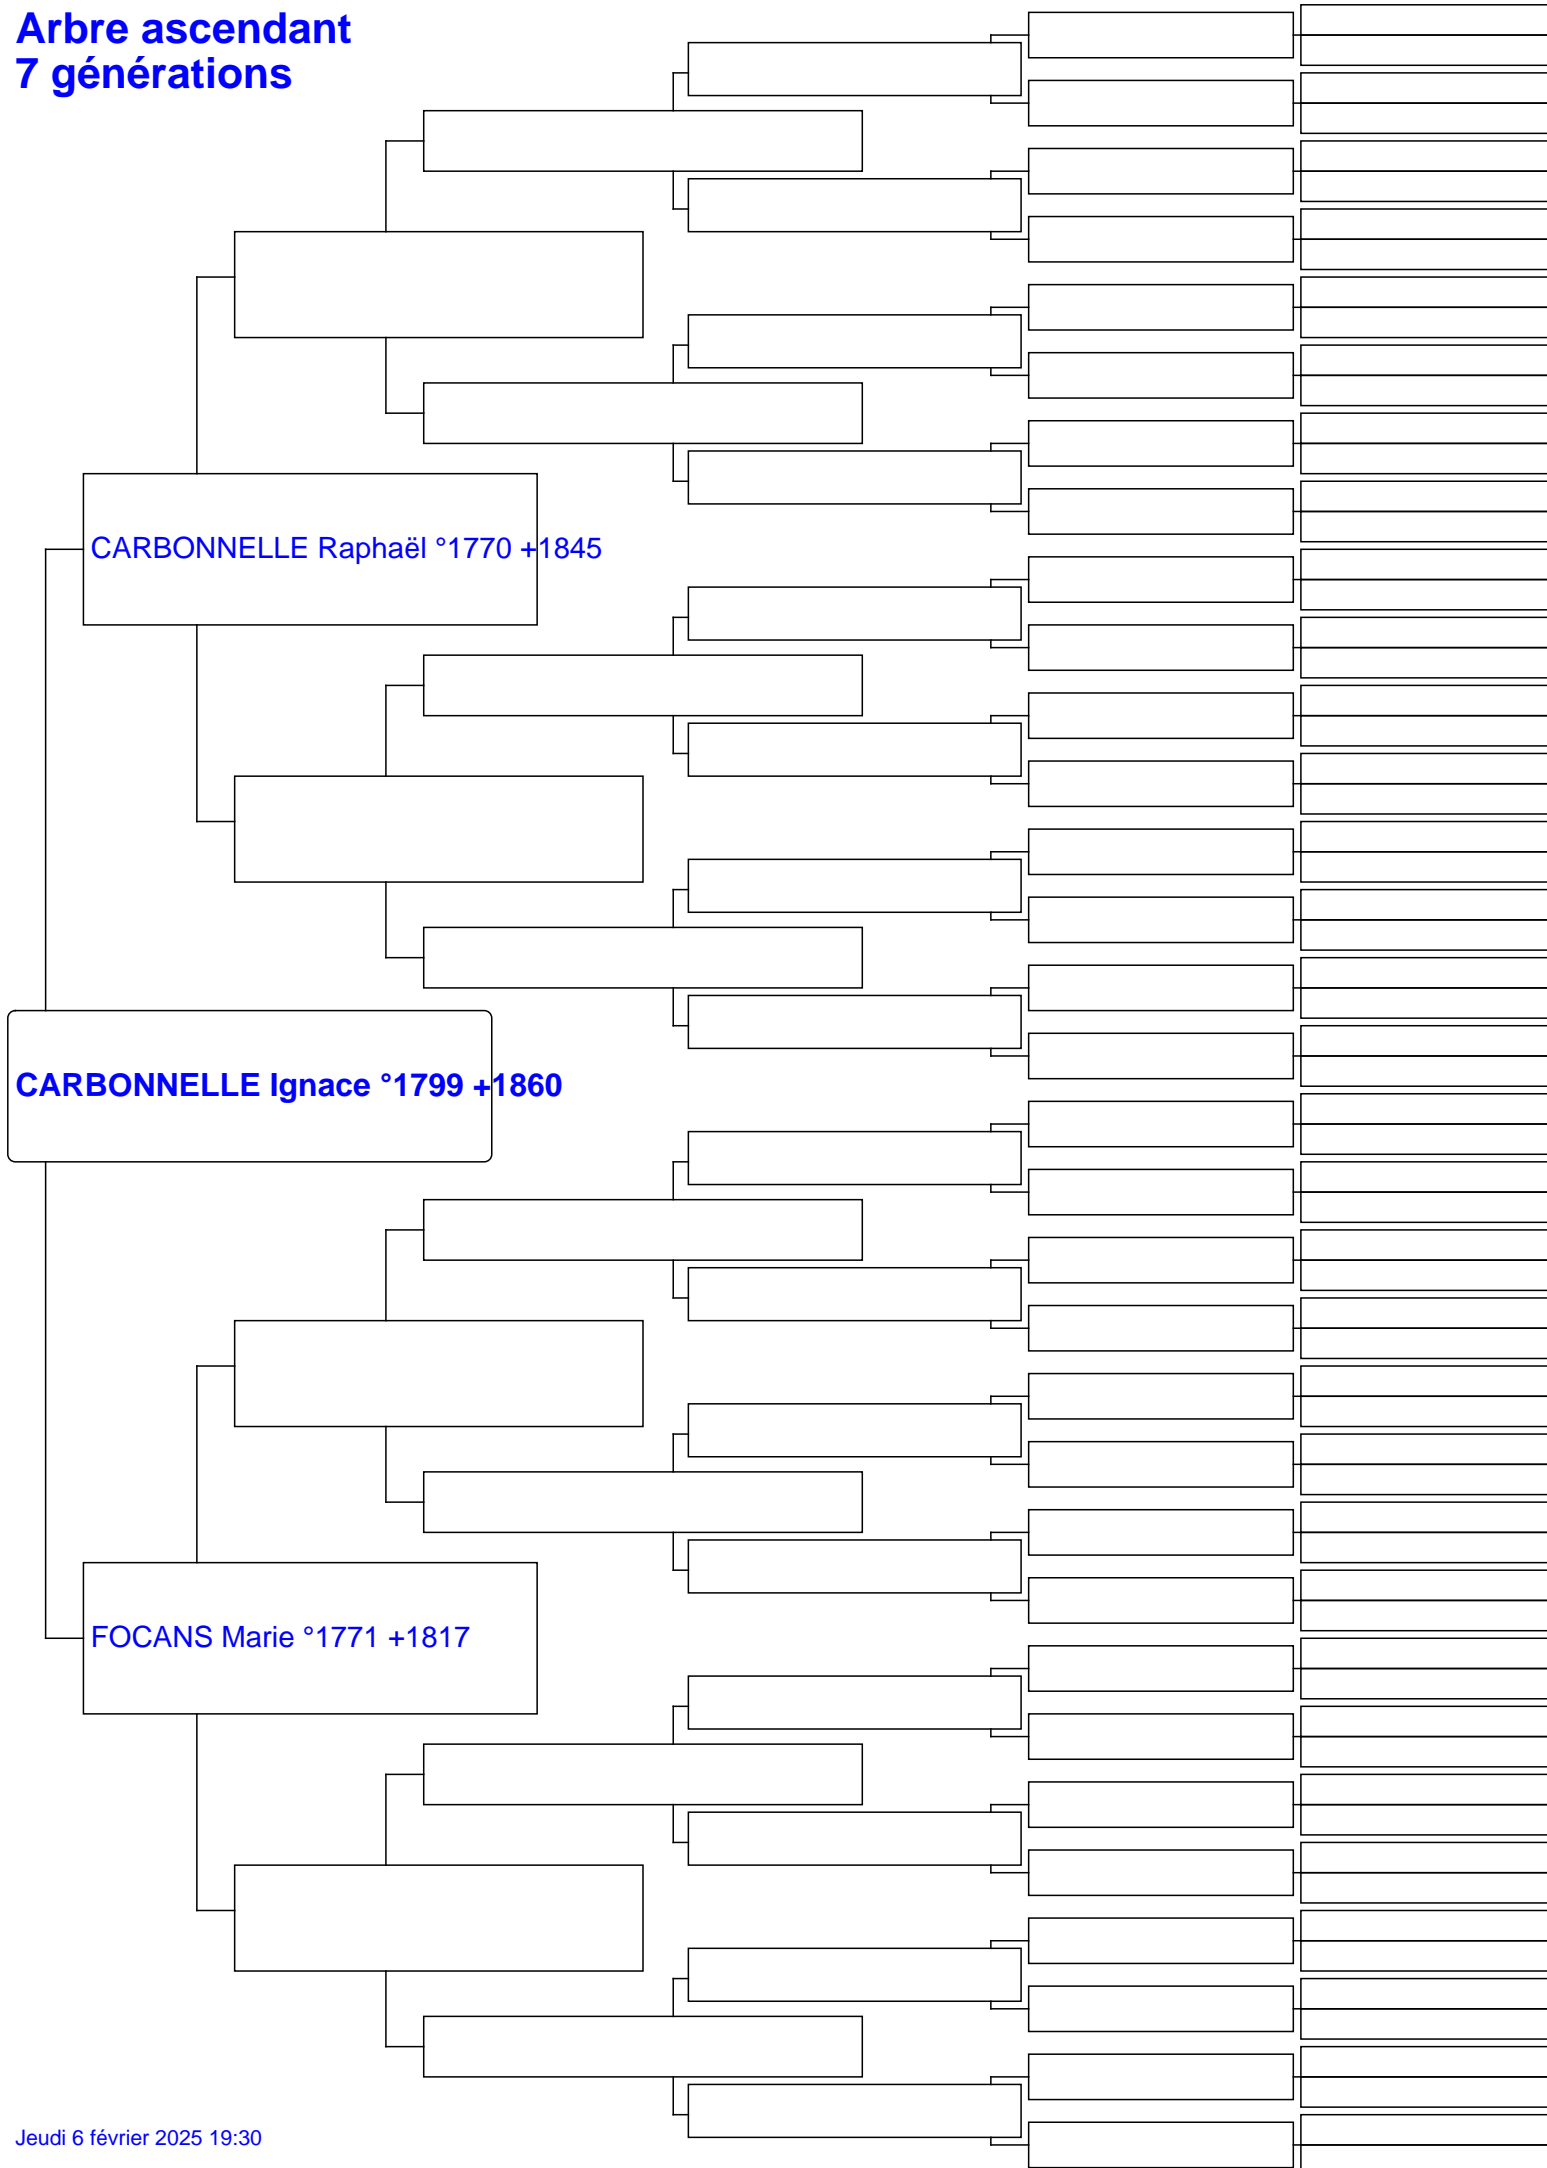 Arbre ascendant
7 générations
CARBONNELLE Raphaël °1770 +1845
CARBONNELLE Ignace °1799 +1860
FOCANS Marie °1771 +1817
Jeudi 6 février 2025 19:30